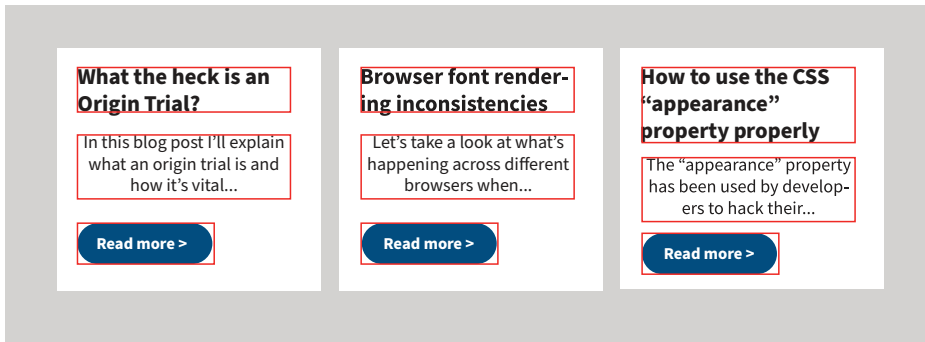 What the heck is an
Origin Trial?
In this blog post I’ll explain
what an origin trial is and
how it’s vital...
Read more >
Browser font render-
ing inconsistencies
Let’s take a look at what’s
happening across different
browsers when...
Read more >
How to use the CSS
“appearance”
property properly
The “appearance” property
has been used by develop-
ers to hack their...
Read more >